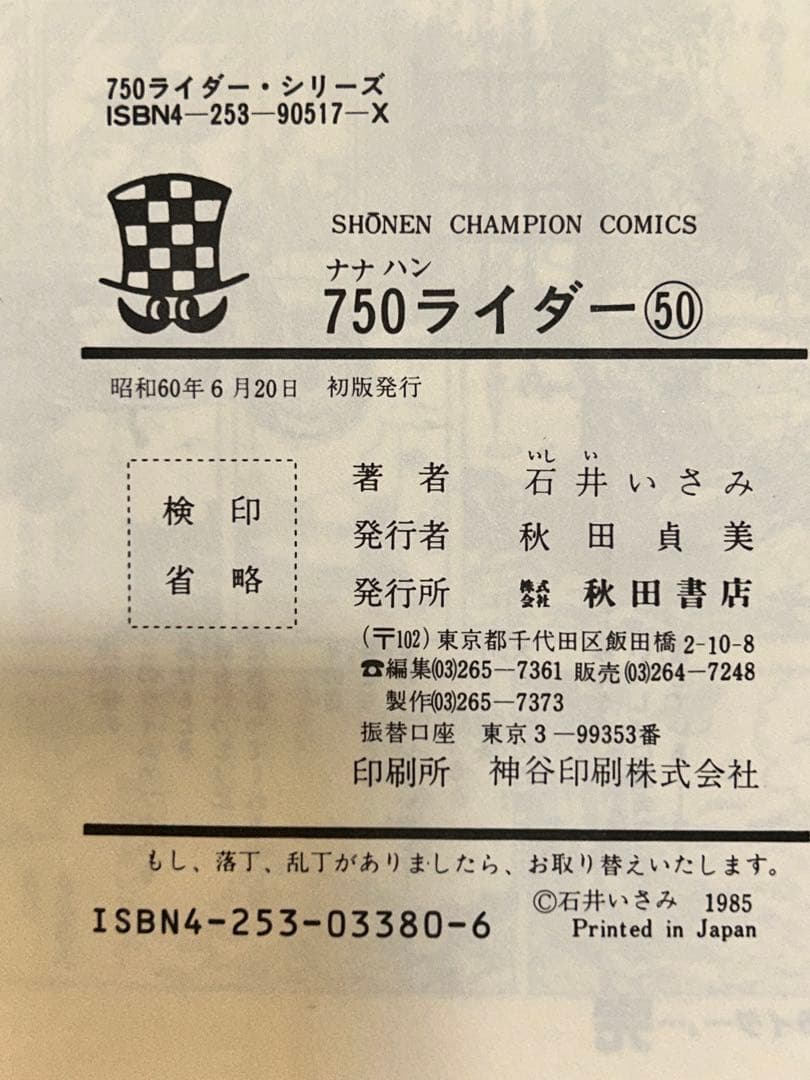 750ライダー・シリーズ
ISBN4―253―90517―X
SHŌNEN CHAMPION COMICS
ナナハン
750ライダー㊿
昭和60年6月20日 初版発行
検印
省略
いし い
著者 石井いさみ
発行者 秋田貞美
発行所 株式会社 秋田書店
(〒102)東京都千代田区飯田橋2-10-8
☎編集(03)265―7361 販売(03)264―7248
製作(03)265―7373
振替口座 東京3―99353番
印刷所 神谷印刷株式会社
もし、落丁、乱丁がありましたら、お取り替えいたします。
ISBN4-253-03380-6
©石井いさみ 1985
Printed in Japan